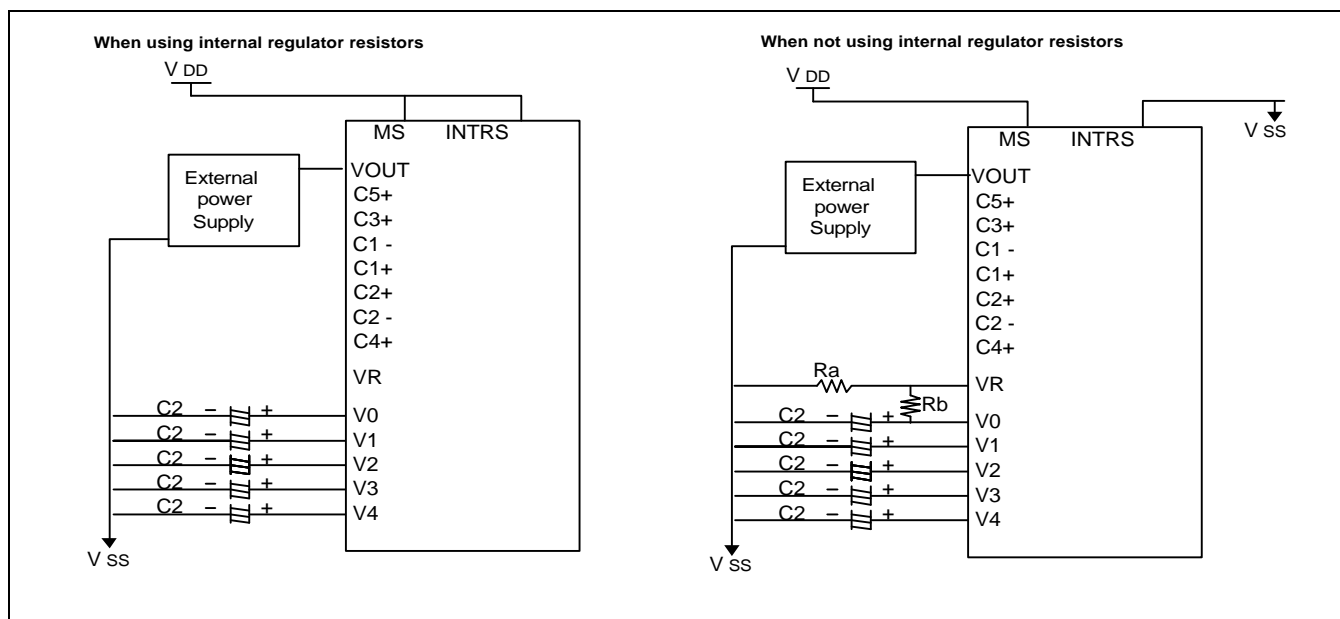 When using internal regulator resistors
V DD
MS INTRS
External
power
Supply
VOUT
C5+
C3+
C1 -
C1+
C2+
C2 -
C4+
VR
C2 − + V0
C2 − + V1
C2 − + V2
C2 − + V3
C2 − + V4
V SS
When not using internal regulator resistors
V DD
MS INTRS
V SS
External
power
Supply
VOUT
C5+
C3+
C1 -
C1+
C2+
C2 -
C4+
Ra VR
Rb
C2 − + V0
C2 − + V1
C2 − + V2
C2 − + V3
C2 − + V4
V SS